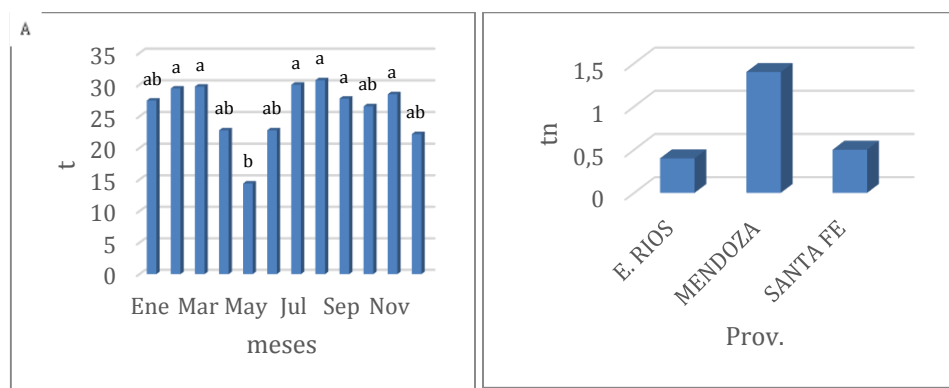 A
35
30
25
20
15
10
5
0
t
ab a a ab b ab a a a ab a ab
Ene Mar May Jul Sep Nov
meses
1,5
1
0,5
0
tn
E. RIOS
MENDOZA
SANTA FE
Prov.